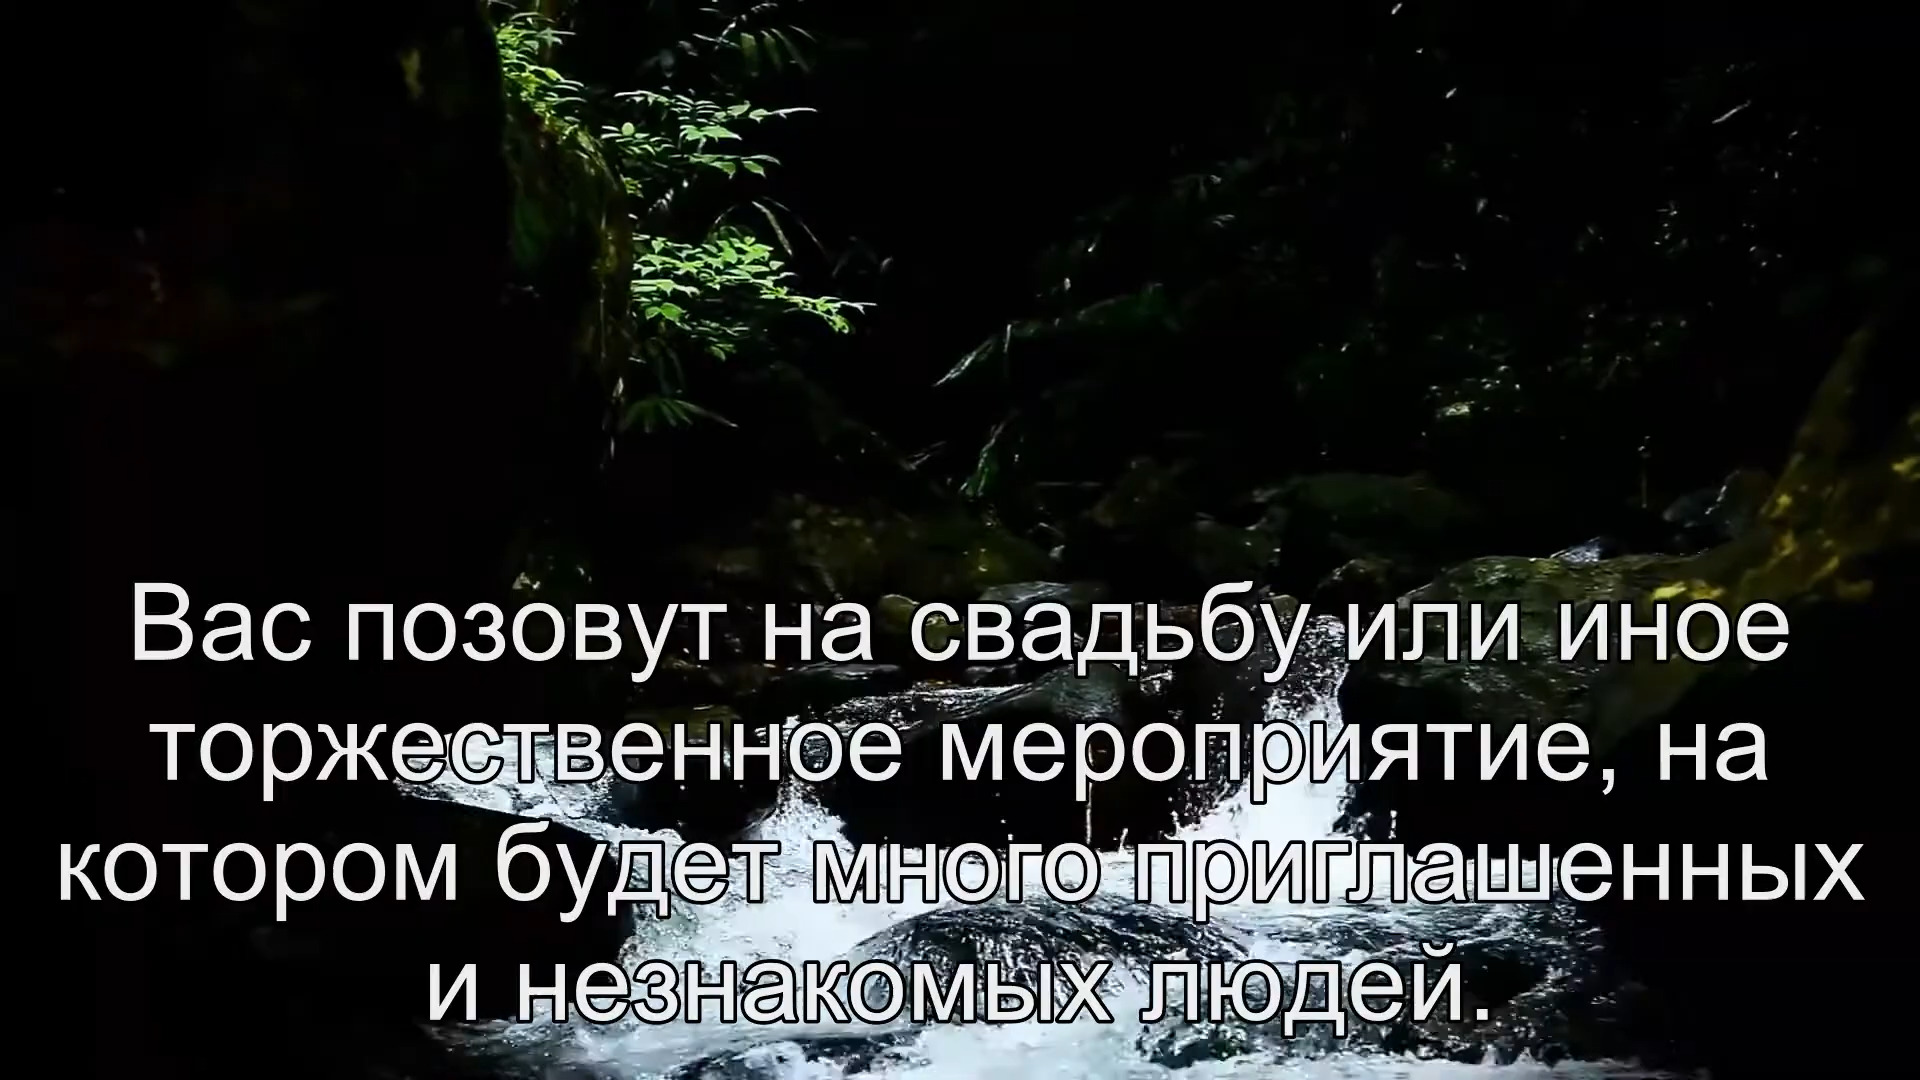 Вас позовут на свадьбу или иное
торжественное мероприятие, на
котором будет много приглашенных
и незнакомых людей.